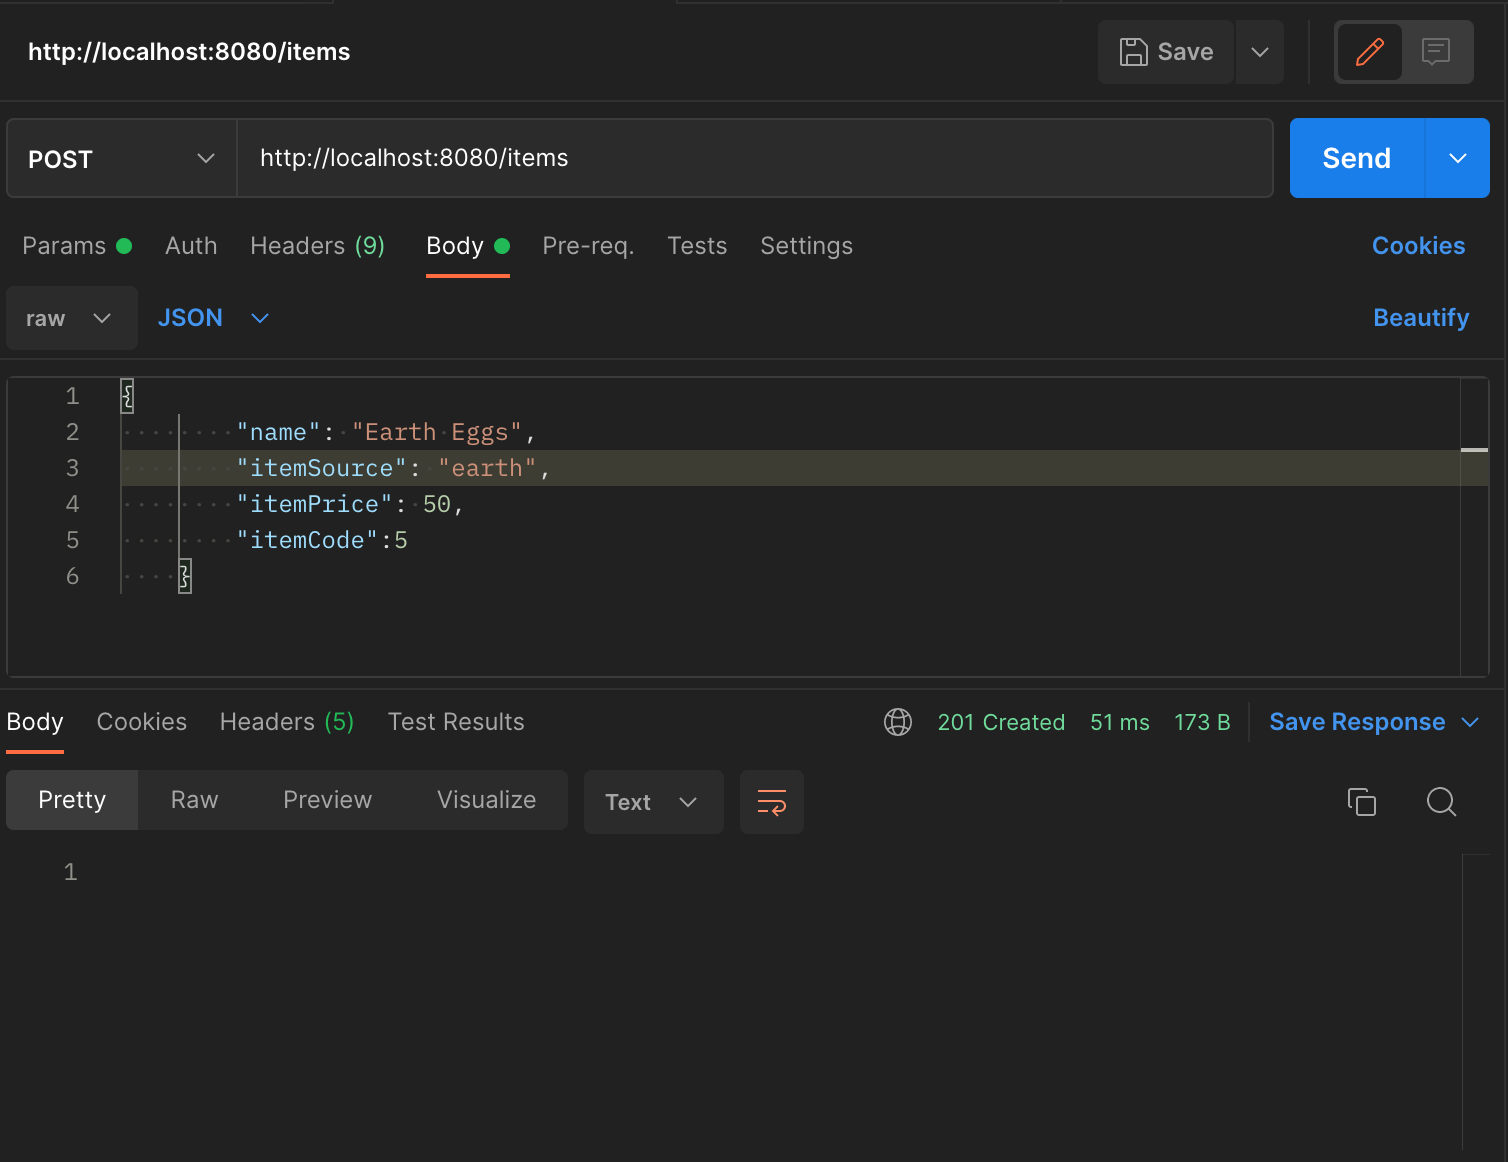 http://localhost:8080/items Save
POST http://localhost:8080/items Send
Params Auth Headers (9) Body Pre-req. Tests Settings Cookies
raw JSON Beautify
1 {
2 "name": "Earth Eggs",
3 "itemSource": "earth",
4 "itemPrice": 50,
5 "itemCode":5
6 }
Body Cookies Headers (5) Test Results 201 Created 51 ms 173 B Save Response
Pretty Raw Preview Visualize Text
1